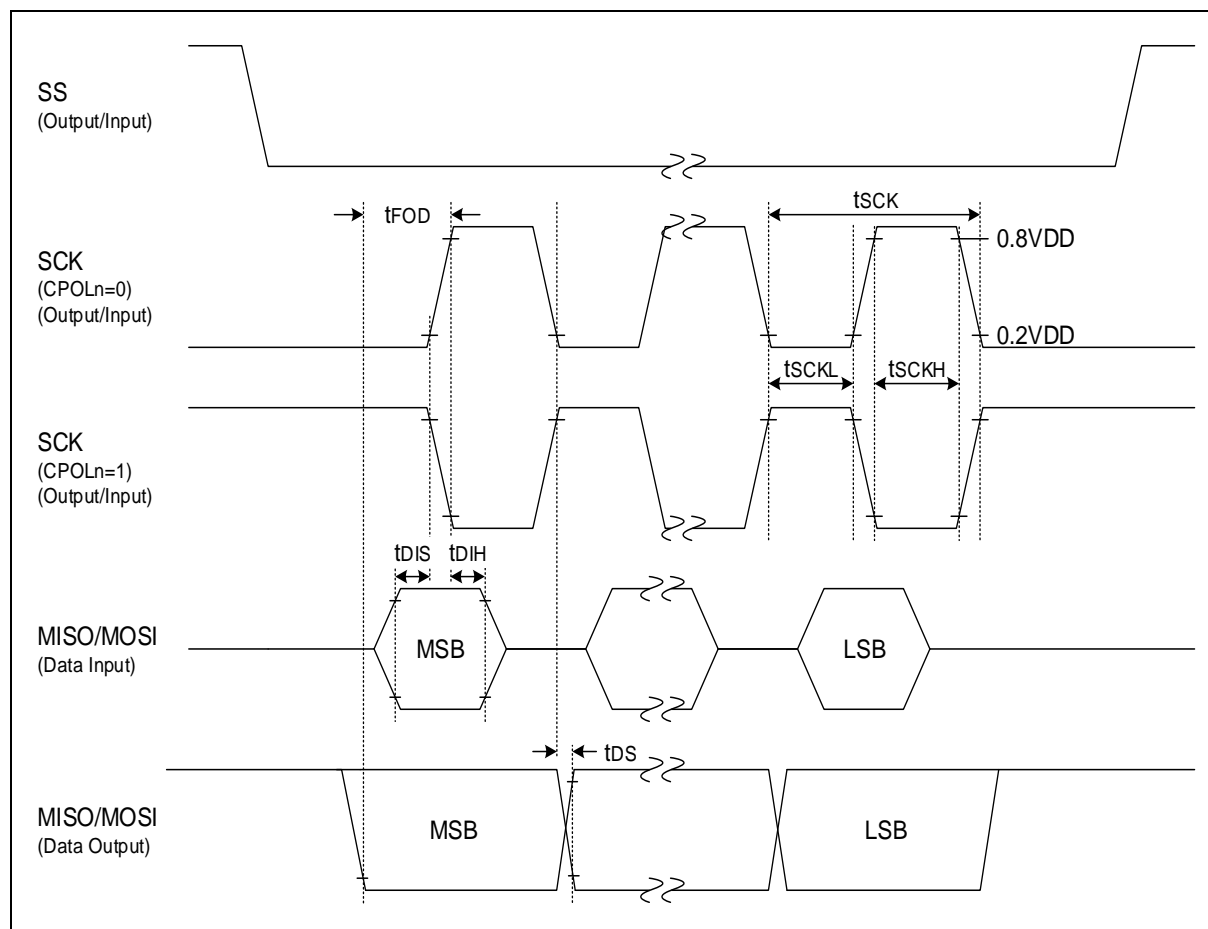 SS
(Output/Input)
tFOD
tSCK
SCK
(CPOLn=0)
(Output/Input)
0.8VDD
0.2VDD
tSCKL
tSCKH
SCK
(CPOLn=1)
(Output/Input)
tDIS
tDIH
MISO/MOSI
(Data Input)
MSB
LSB
tDS
MISO/MOSI
(Data Output)
MSB
LSB